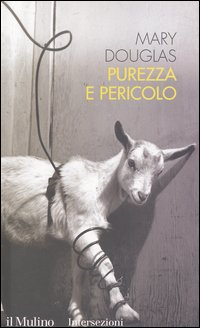 MARY
DOUGLAS
PUREZZA
E PERICOLO
il Mulino Intersezioni